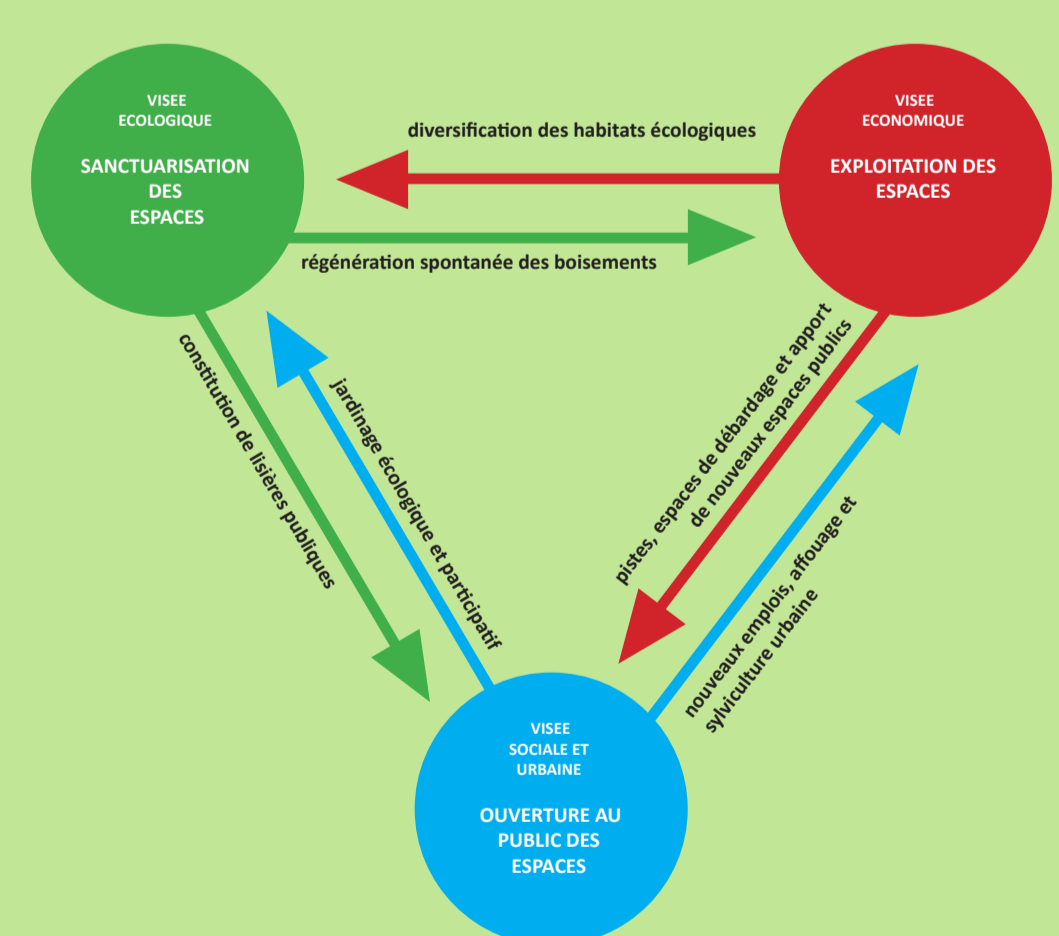 VISEE
ECOLOGIQUE
SANCTUARISATION
DES
ESPACES
diversification des habitats écologiques
VISEE
ECONOMIQUE
EXPLOITATION DES
ESPACES
régénération spontanée des boisements
constitution de lisières publiques
jardinage écologique et participatif
pistes, espaces de débardage et apport
de nouveaux espaces publics
nouveaux emplois, affouage et
sylviculture urbaine
VISEE
SOCIALE ET
URBAINE
OUVERTURE AU
PUBLIC DES
ESPACES